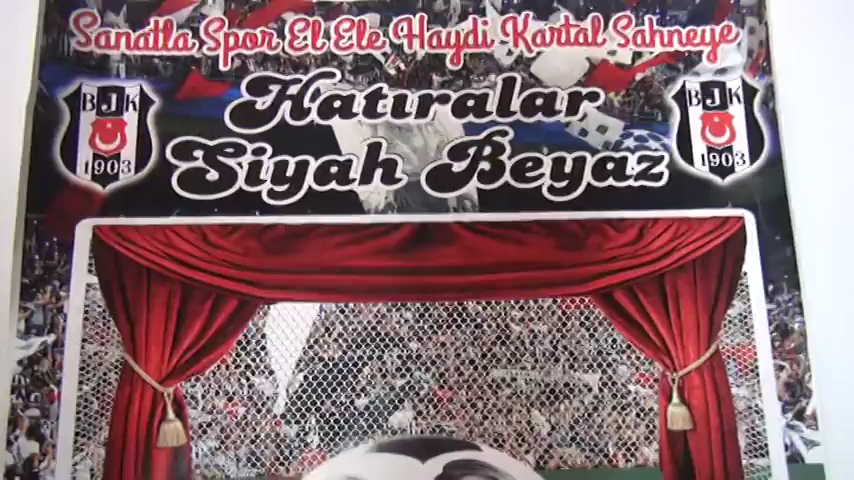 Sanatla Spor El Ele Haydi Kartal Sahneye
Hatıralar
Siyah Beyaz
BJK
1903
BJK
1903